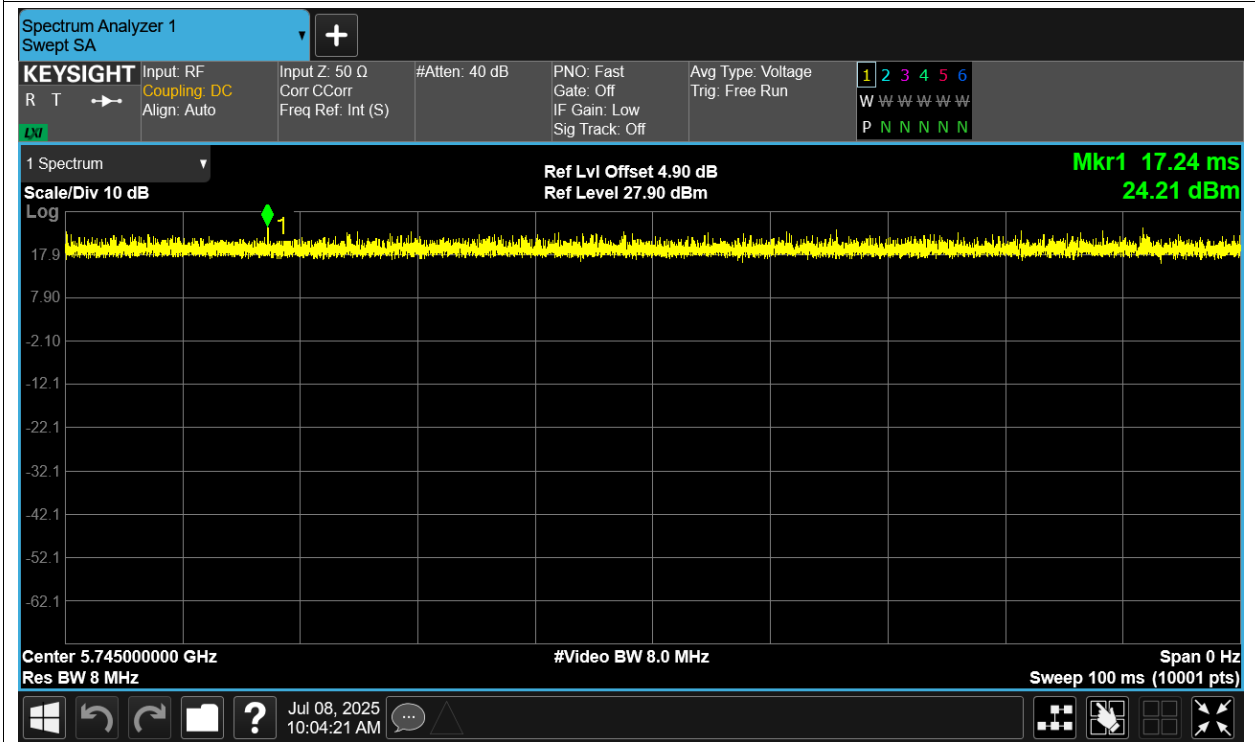 Spectrum Analyzer 1
Swept SA
+
KEYSIGHT
R T
LXI
Input: RF
Coupling: DC
Align: Auto
Input Z: 50 Ω
Corr CCorr
Freq Ref: Int (S)
#Atten: 40 dB
PNO: Fast
Gate: Off
IF Gain: Low
Sig Track: Off
Avg Type: Voltage
Trig: Free Run
1 2 3 4 5 6
W W W W W W
P N N N N N
1 Spectrum
Scale/Div 10 dB
Log
Ref Lvl Offset 4.90 dB
Ref Level 27.90 dBm
Mkr1 17.24 ms
24.21 dBm
1
17.9
7.90
-2.10
-12.1
-22.1
-32.1
-42.1
-52.1
-62.1
Center 5.745000000 GHz
Res BW 8 MHz
#Video BW 8.0 MHz
Span 0 Hz
Sweep 100 ms (10001 pts)
?
Jul 08, 2025
10:04:21 AM